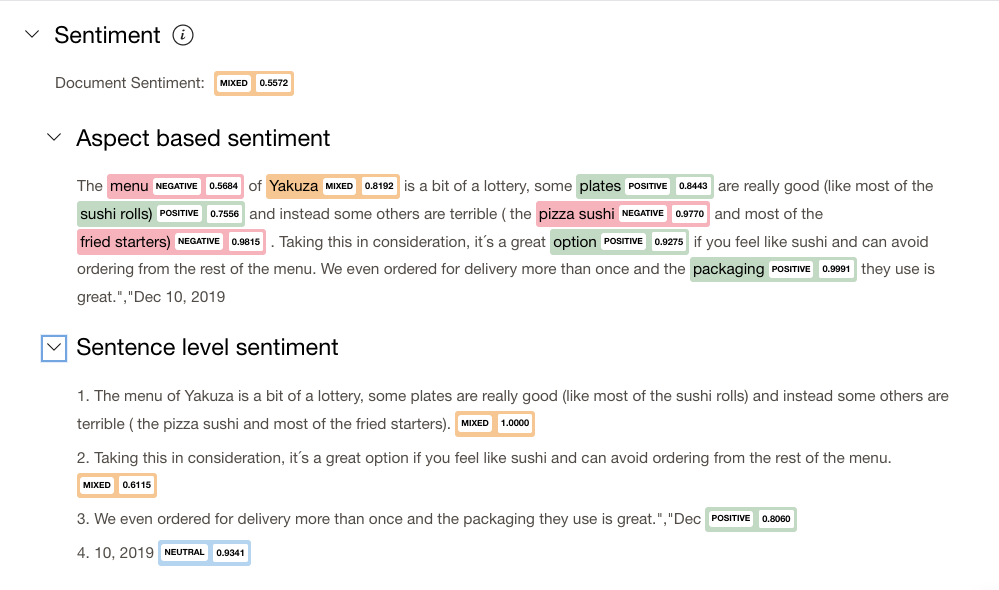 Sentiment i
Document Sentiment: MIXED 0.5572
Aspect based sentiment
The menu NEGATIVE 0.5684 of Yakuza MIXED 0.8192 is a bit of a lottery, some plates POSITIVE 0.8443 are really good (like most of the
sushi rolls) POSITIVE 0.7556 and instead some others are terrible ( the pizza sushi NEGATIVE 0.9770 and most of the
fried starters) NEGATIVE 0.9815 . Taking this in consideration, it´s a great option POSITIVE 0.9275 if you feel like sushi and can avoid
ordering from the rest of the menu. We even ordered for delivery more than once and the packaging POSITIVE 0.9991 they use is
great.","Dec 10, 2019
Sentence level sentiment
1. The menu of Yakuza is a bit of a lottery, some plates are really good (like most of the sushi rolls) and instead some others are
terrible ( the pizza sushi and most of the fried starters). MIXED 1.0000
2. Taking this in consideration, it´s a great option if you feel like sushi and can avoid ordering from the rest of the menu.
MIXED 0.6115
3. We even ordered for delivery more than once and the packaging they use is great.","Dec POSITIVE 0.8060
4. 10, 2019 NEUTRAL 0.9341